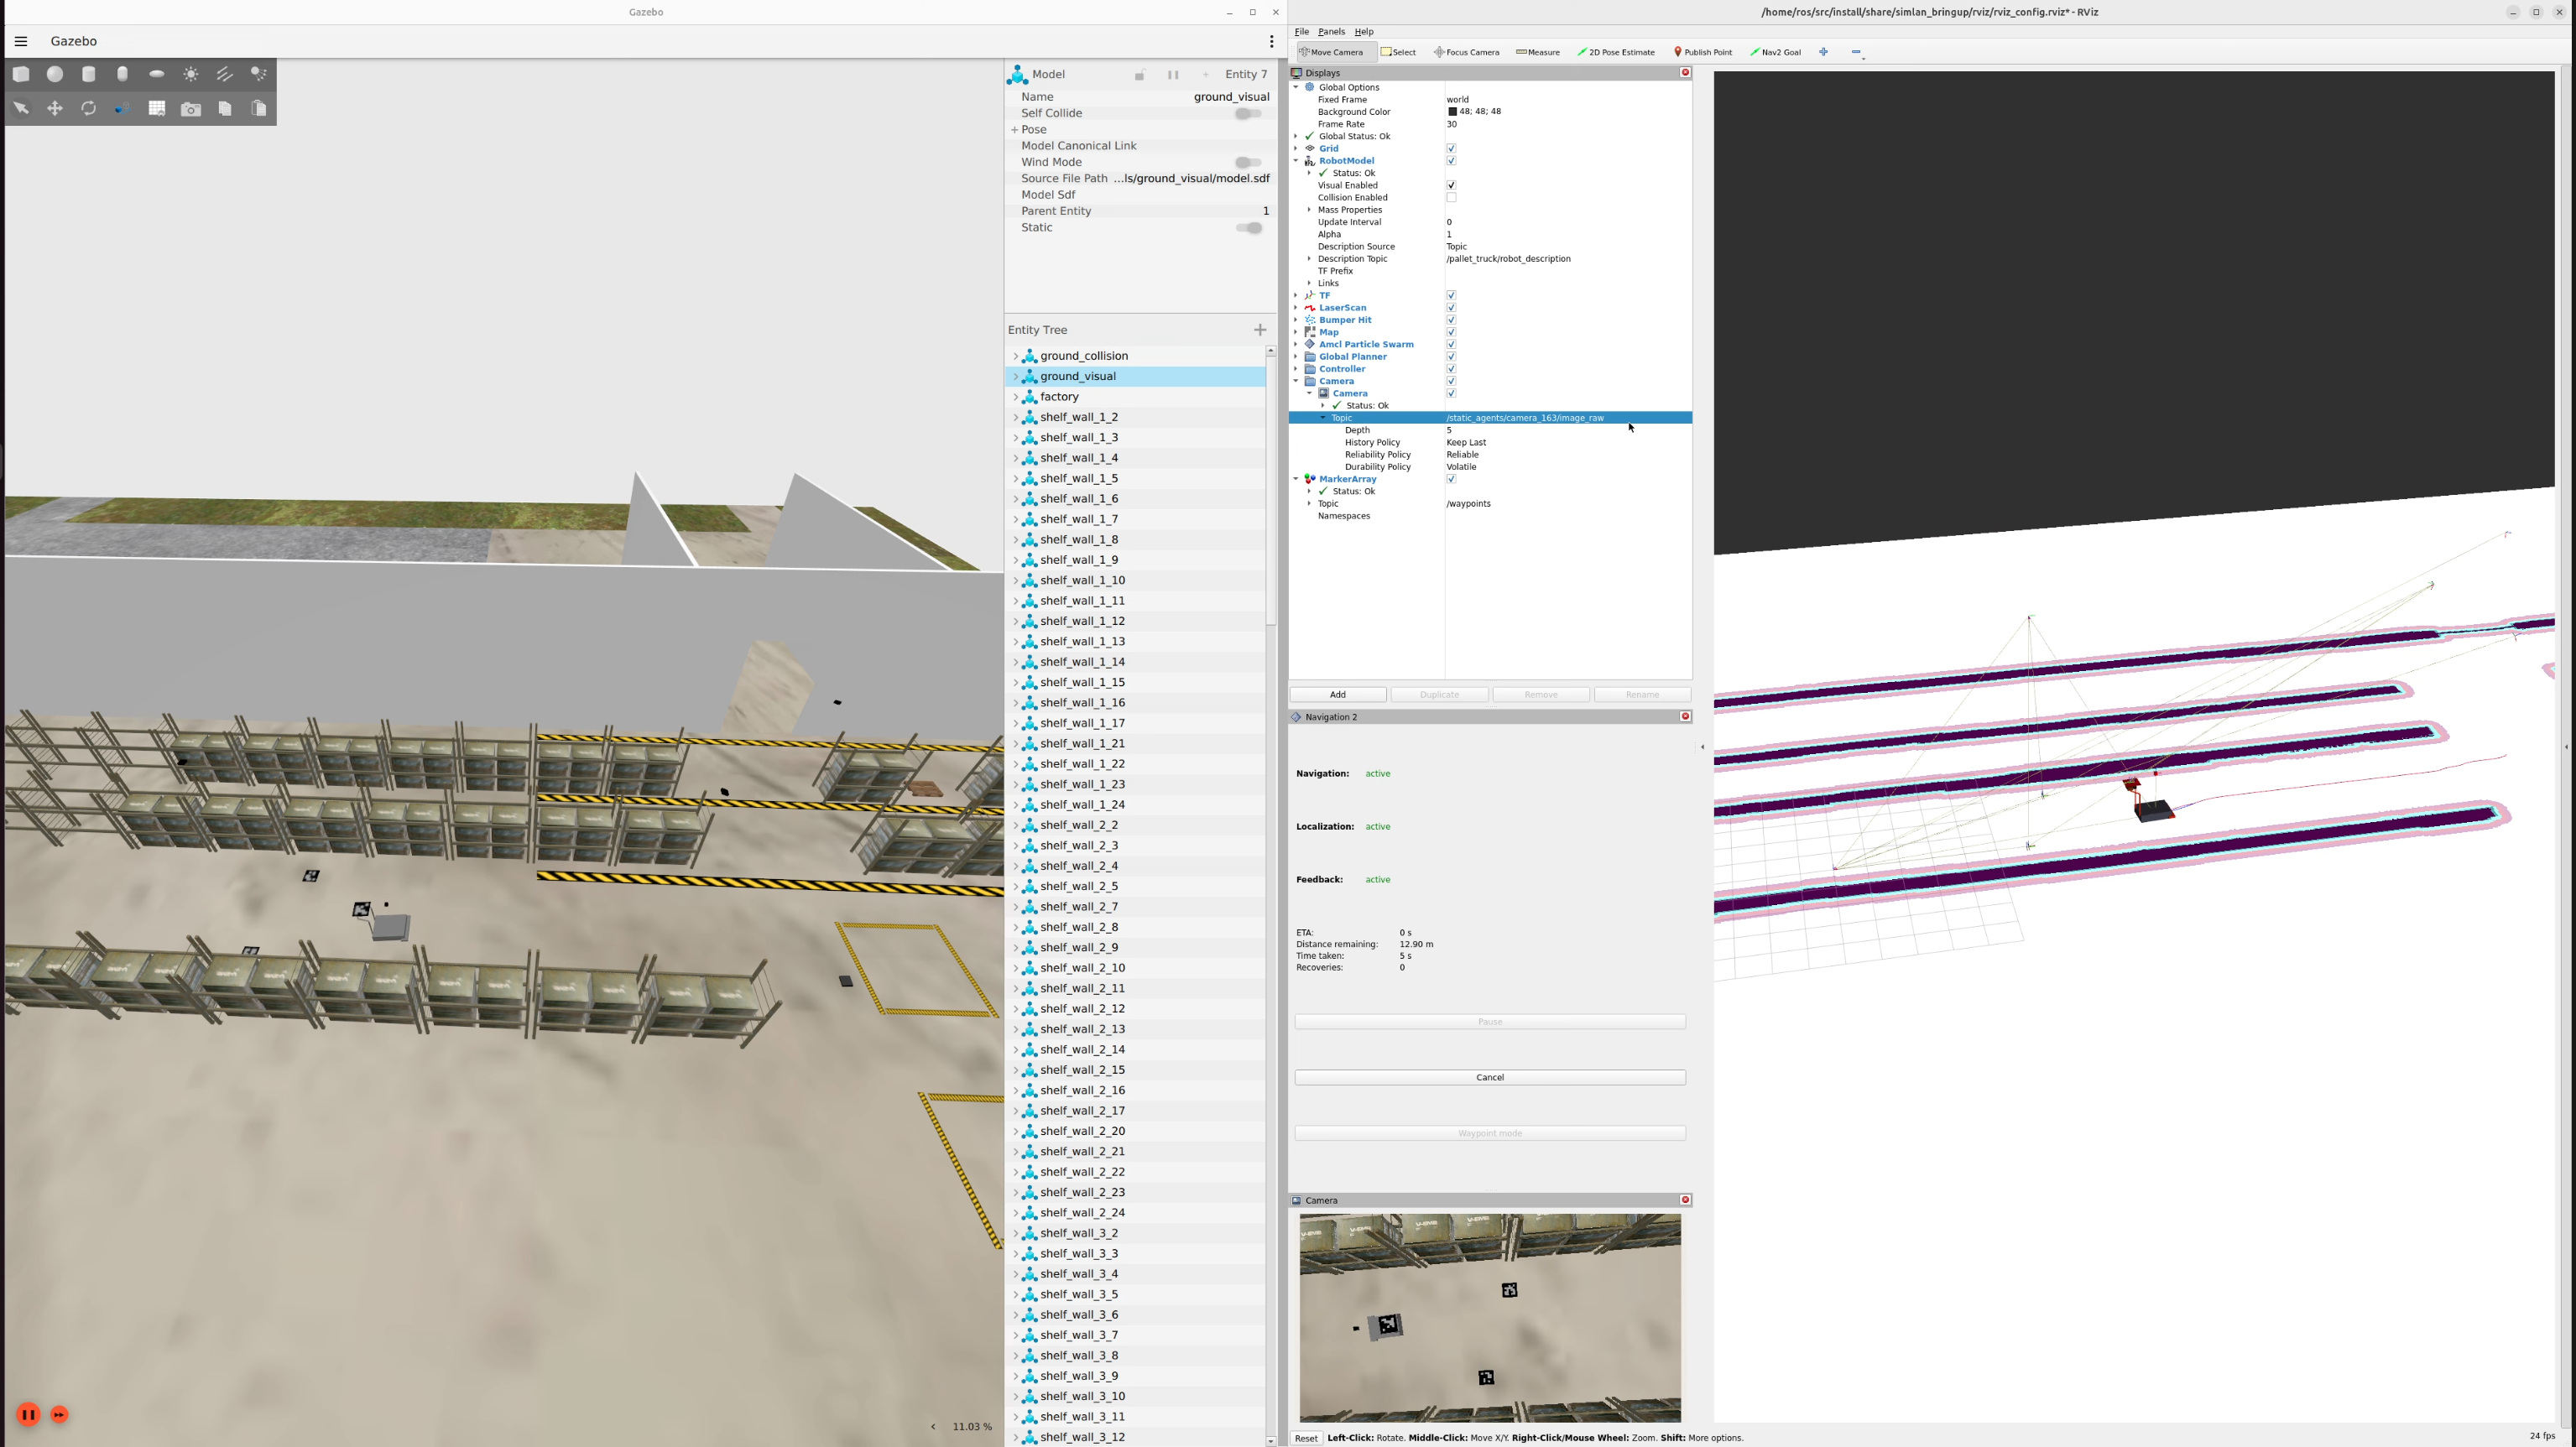 Gazebo
Gazebo
Model Entity 7
Name ground_visual
Self Collide
Pose
Model Canonical Link
Wind Mode
Source File Path ...ls/ground_visual/model.sdf
Model Sdf
Parent Entity 1
Static
Entity Tree
ground_collision
ground_visual
factory
shelf_wall_1_2
shelf_wall_1_3
shelf_wall_1_4
shelf_wall_1_5
shelf_wall_1_6
shelf_wall_1_7
shelf_wall_1_8
shelf_wall_1_9
shelf_wall_1_10
shelf_wall_1_11
shelf_wall_1_12
shelf_wall_1_13
shelf_wall_1_14
shelf_wall_1_15
shelf_wall_1_16
shelf_wall_1_17
shelf_wall_1_21
shelf_wall_1_22
shelf_wall_1_23
shelf_wall_1_24
shelf_wall_2_2
shelf_wall_2_3
shelf_wall_2_4
shelf_wall_2_5
shelf_wall_2_7
shelf_wall_2_8
shelf_wall_2_9
shelf_wall_2_10
shelf_wall_2_11
shelf_wall_2_12
shelf_wall_2_13
shelf_wall_2_14
shelf_wall_2_15
shelf_wall_2_16
shelf_wall_2_17
shelf_wall_2_20
shelf_wall_2_21
shelf_wall_2_22
shelf_wall_2_23
shelf_wall_2_24
shelf_wall_3_2
shelf_wall_3_3
shelf_wall_3_4
shelf_wall_3_5
shelf_wall_3_6
shelf_wall_3_7
shelf_wall_3_8
shelf_wall_3_9
shelf_wall_3_10
shelf_wall_3_11
shelf_wall_3_12
11.03 %
/home/ros/src/install/share/simlan_bringup/rviz/rviz_config.rviz* - RViz
File Panels Help
Move Camera Select Focus Camera Measure 2D Pose Estimate Publish Point Nav2 Goal
Displays
Global Options
Fixed Frame world
Background Color 48; 48; 48
Frame Rate 30
Global Status: Ok
Grid
RobotModel
Status: Ok
Visual Enabled
Collision Enabled
Mass Properties
Update Interval 0
Alpha 1
Description Source Topic
Description Topic /pallet_truck/robot_description
TF Prefix
Links
TF
LaserScan
Bumper Hit
Map
Amcl Particle Swarm
Global Planner
Controller
Camera
Camera
Status: Ok
Topic /static_agents/camera_163/image_raw
Depth 5
History Policy Keep Last
Reliability Policy Reliable
Durability Policy Volatile
MarkerArray
Status: Ok
Topic /waypoints
Namespaces
Add Duplicate Remove Rename
Navigation 2
Navigation: active
Localization: active
Feedback: active
ETA: 0 s
Distance remaining: 12.90 m
Time taken: 5 s
Recoveries: 0
Pause
Cancel
Waypoint mode
Camera
Reset Left-Click: Rotate. Middle-Click: Move X/Y. Right-Click/Mouse Wheel: Zoom. Shift: More options.
24 fps